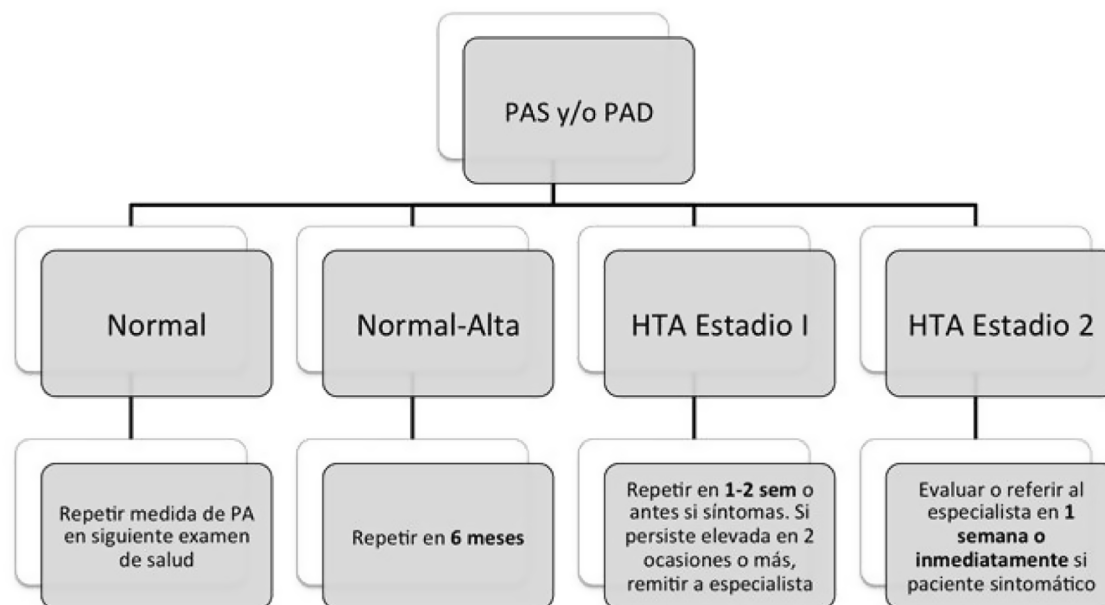 PAS y/o PAD
Normal
Normal-Alta
HTA Estadio I
HTA Estadio 2
Repetir medida de PA
en siguiente examen
de salud
Repetir en 6 meses
Repetir en 1-2 sem o
antes si síntomas. Si
persiste elevada en 2
ocasiones o más,
remitir a especialista
Evaluar o referir al
especialista en 1
semana o
inmediatamente si
paciente sintomático